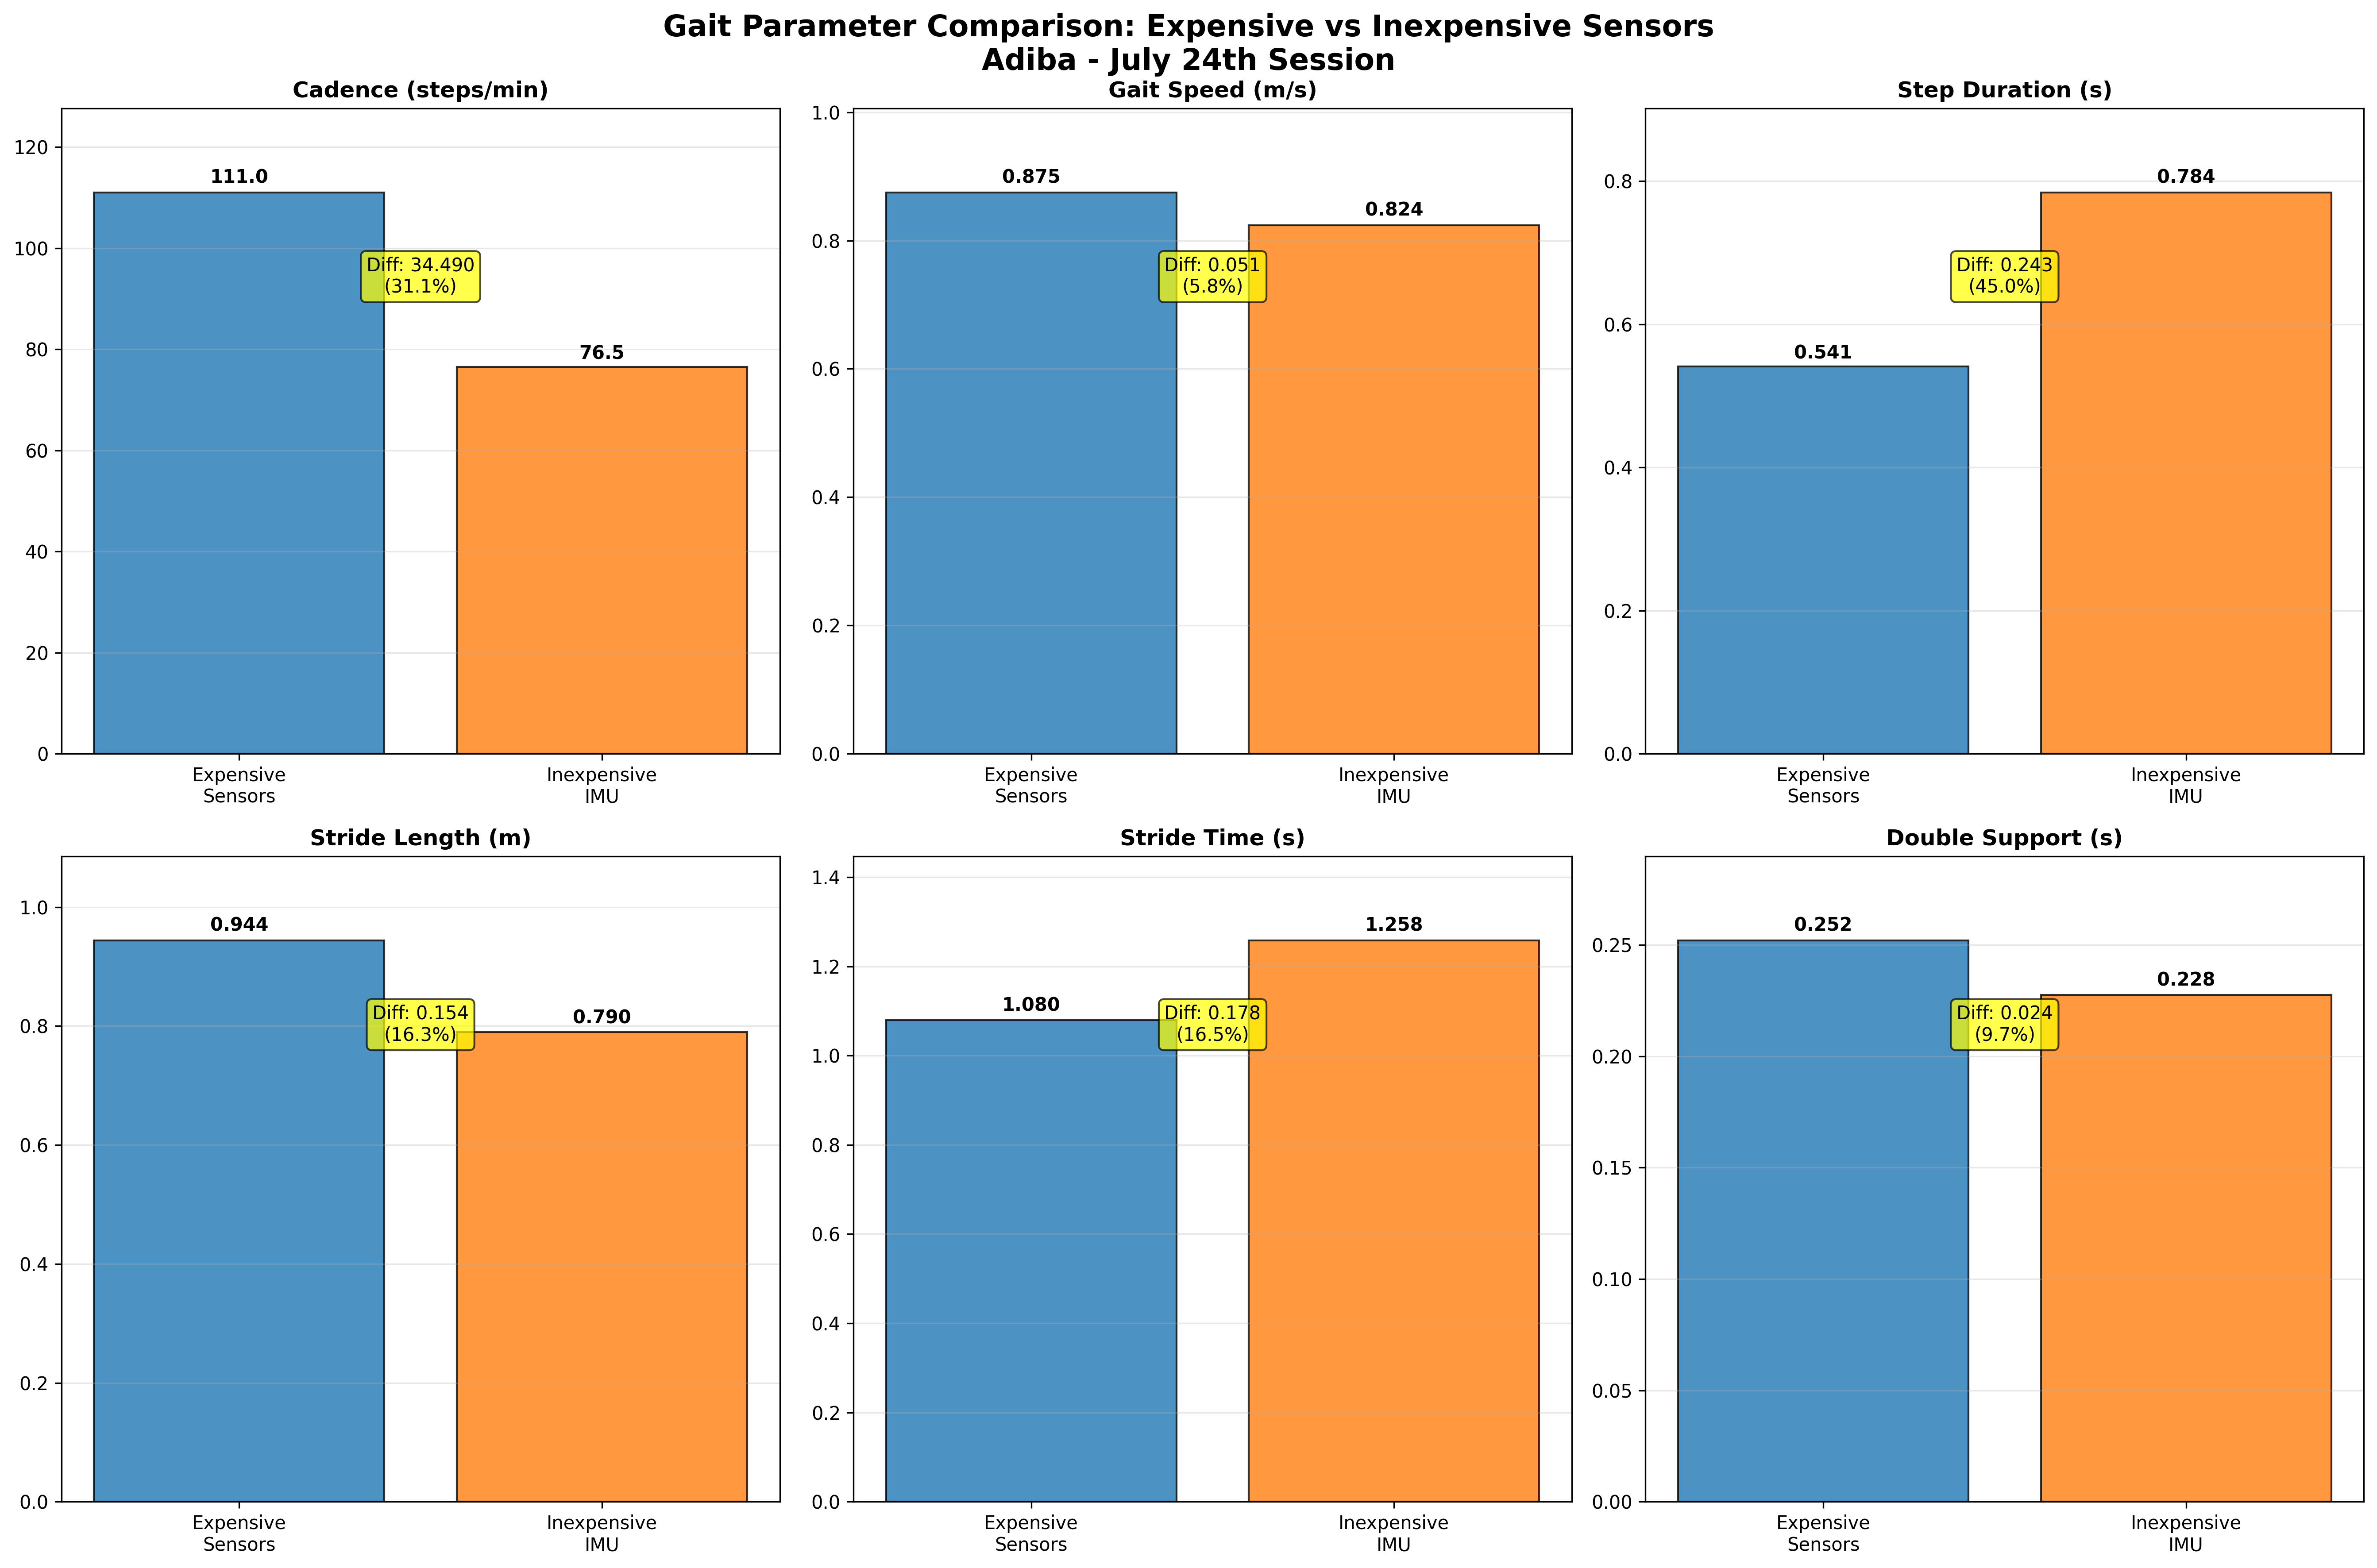 Gait Parameter Comparison: Expensive vs Inexpensive Sensors
Adiba - July 24th Session
Cadence (steps/min)
120
100
80
60
40
20
0
111.0
76.5
Diff: 34.490
(31.1%)
Expensive
Sensors
Inexpensive
IMU
Gait Speed (m/s)
1.0
0.8
0.6
0.4
0.2
0.0
0.875
0.824
Diff: 0.051
(5.8%)
Expensive
Sensors
Inexpensive
IMU
Step Duration (s)
0.8
0.6
0.4
0.2
0.0
0.541
0.784
Diff: 0.243
(45.0%)
Expensive
Sensors
Inexpensive
IMU
Stride Length (m)
1.0
0.8
0.6
0.4
0.2
0.0
0.944
0.790
Diff: 0.154
(16.3%)
Expensive
Sensors
Inexpensive
IMU
Stride Time (s)
1.4
1.2
1.0
0.8
0.6
0.4
0.2
0.0
1.080
1.258
Diff: 0.178
(16.5%)
Expensive
Sensors
Inexpensive
IMU
Double Support (s)
0.25
0.20
0.15
0.10
0.05
0.00
0.252
0.228
Diff: 0.024
(9.7%)
Expensive
Sensors
Inexpensive
IMU